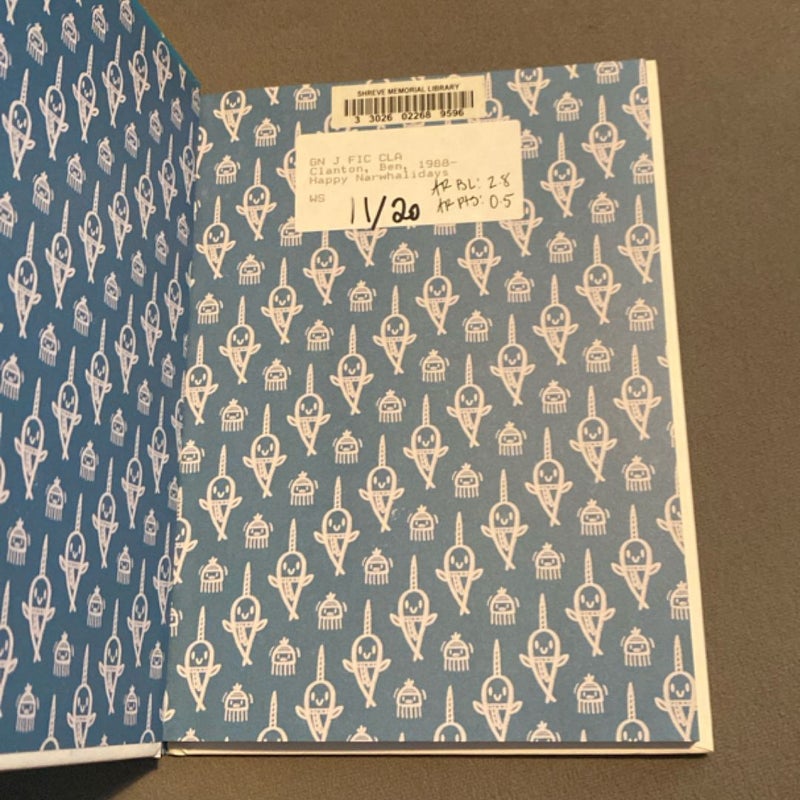 SHREVE MEMORIAL LIBRARY
3 3026 02268 9596
GN J FIC CLA
Clanton, Ben, 1988-
Happy Narwhalidays
AR BL: 2.8
WS
11/20
AR PTS: 0.5